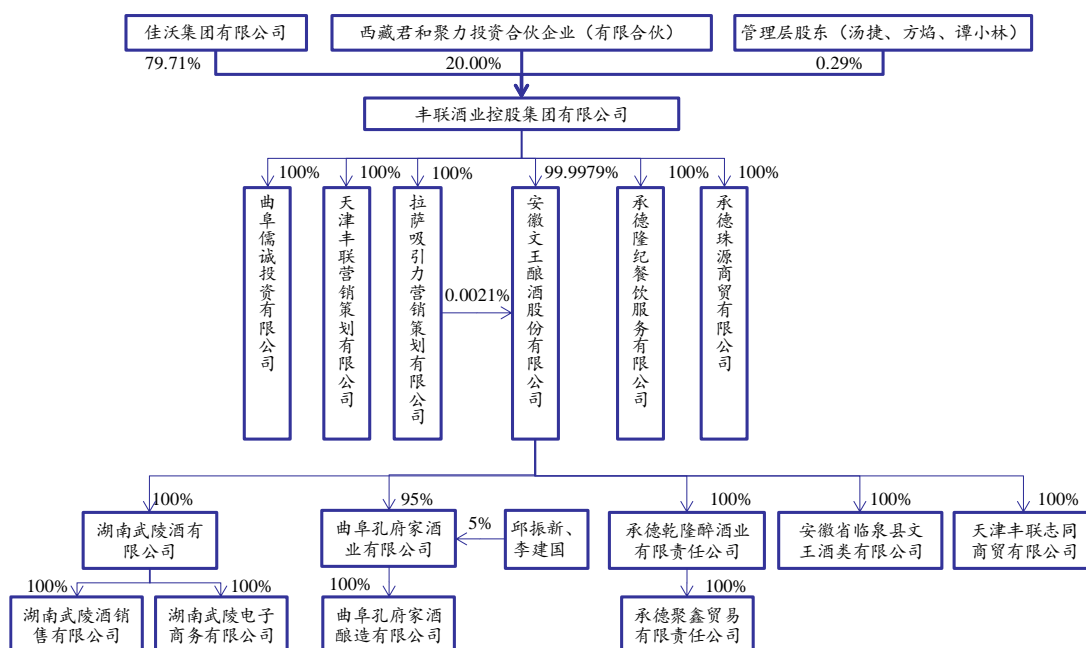 佳沃集团有限公司
西藏君和聚力投资合伙企业（有限合伙）
管理层股东（汤捷、方焰、谭小林）
79.71%
20.00%
0.29%
丰联酒业控股集团有限公司
100%
100%
100%
99.9979%
100%
100%
曲阜儒诚投资有限公司
天津丰联营销策划有限公司
拉萨吸引力营销策划有限公司
0.0021%
安徽文王酿酒股份有限公司
承德隆纪餐饮服务有限公司
承德珠源商贸有限公司
100%
95%
100%
100%
100%
湖南武陵酒有
限公司
曲阜孔府家酒
业有限公司
5%
邱振新、
李建国
承德乾隆醉酒业
有限责任公司
安徽省临泉县文
王酒类有限公司
天津丰联志同
商贸有限公司
100%
100%
100%
100%
湖南武陵酒销
售有限公司
湖南武陵电子
商务有限公司
曲阜孔府家酒
酿造有限公司
承德聚鑫贸易
有限责任公司